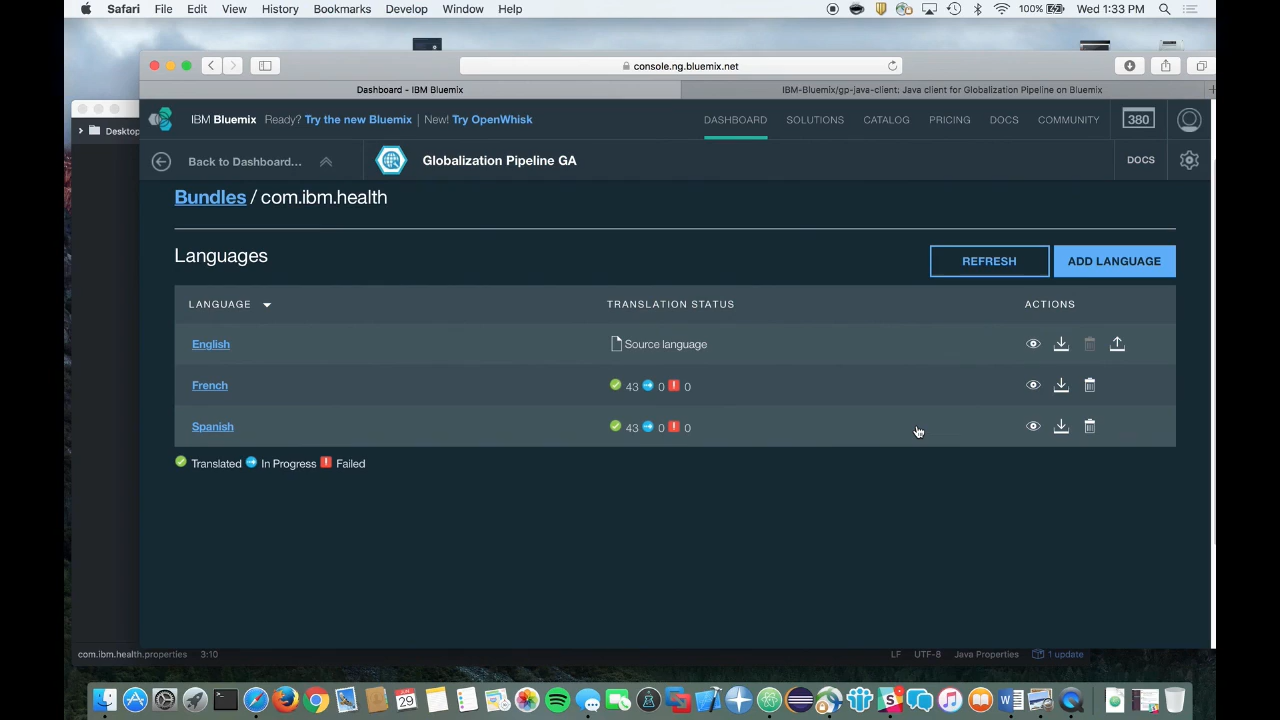 Safari File Edit View History Bookmarks Develop Window Help 100% Wed 1:33 PM
console.ng.bluemix.net
Dashboard - IBM Bluemix IBM-Bluemix/gp-java-client: Java client for Globalization Pipeline on Bluemix
Desktop
IBM Bluemix Ready? Try the new Bluemix | New! Try OpenWhisk DASHBOARD SOLUTIONS CATALOG PRICING DOCS COMMUNITY 380
Back to Dashboard... Globalization Pipeline GA DOCS
Bundles / com.ibm.health
Languages REFRESH ADD LANGUAGE
LANGUAGE TRANSLATION STATUS ACTIONS
English Source language
French 43 0 0
Spanish 43 0 0
Translated In Progress Failed
com.ibm.health.properties 3:10 LF UTF-8 Java Properties 1 update
JUN
29